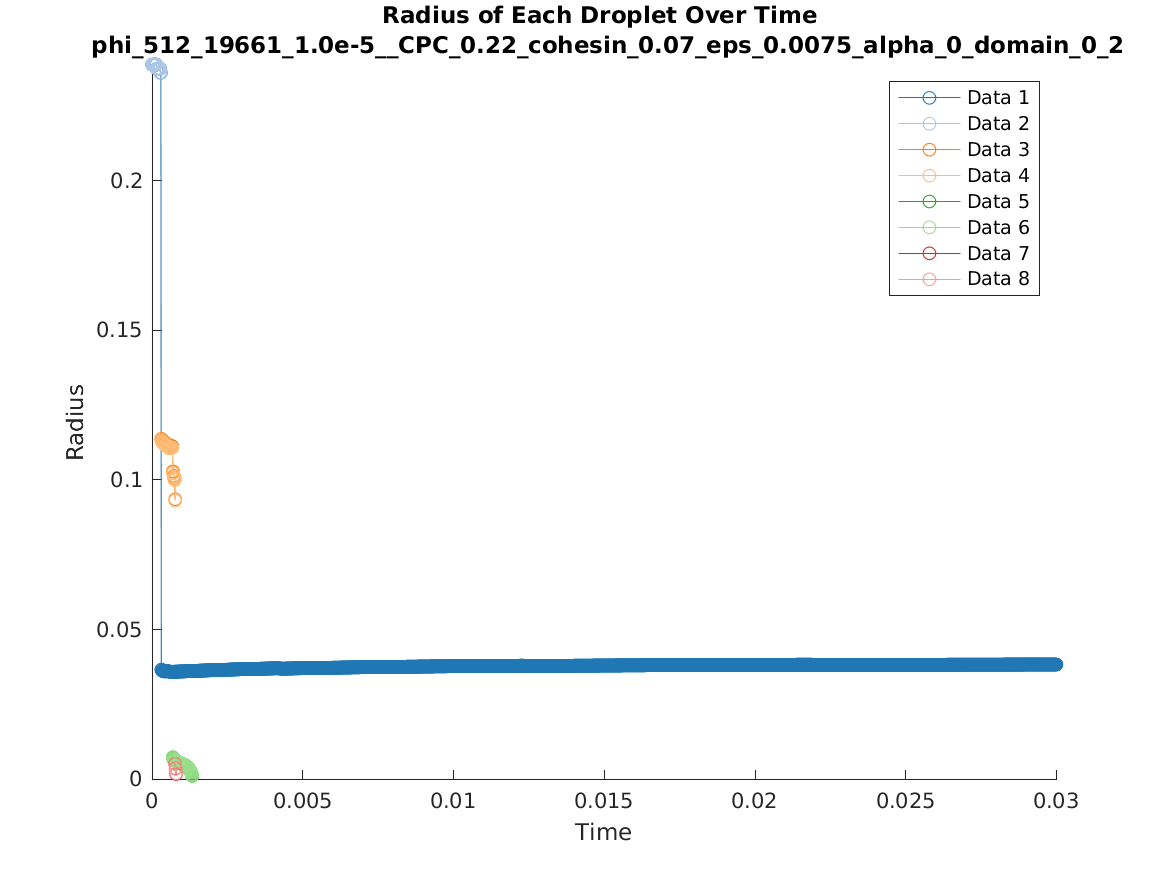 Radius of Each Droplet Over Time
phi_512_19661_1.0e-5__CPC_0.22_cohesin_0.07_eps_0.0075_alpha_0_domain_0_2
Data 1
Data 2
Data 3
Data 4
Data 5
Data 6
Data 7
Data 8
0.2
0.15
0.1
0.05
0
Radius
0
0.005
0.01
0.015
0.02
0.025
0.03
Time